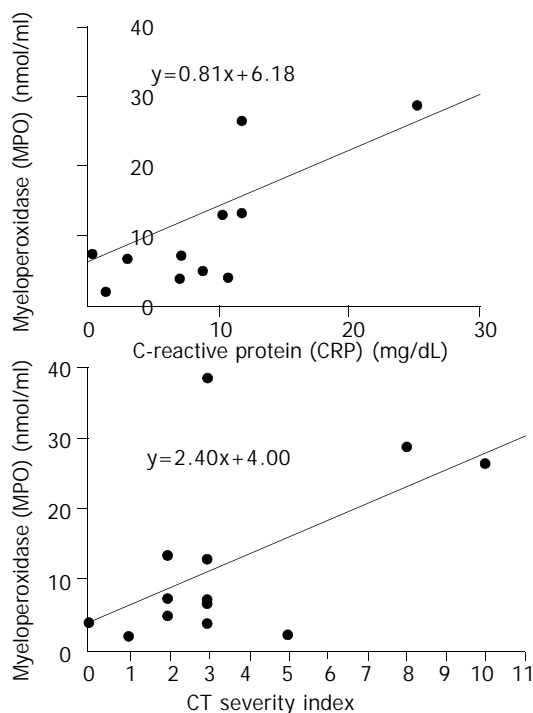 Myeloperoxidase (MPO) (nmol/ml)
40
y=0.81x+6.18
30
20
10
0
0 10 20 30
C-reactive protein (CRP) (mg/dL)
Myeloperoxidase (MPO) (nmol/ml)
40
30
y=2.40x+4.00
20
10
0
0 1 2 3 4 5 6 7 8 9 10 11
CT severity index